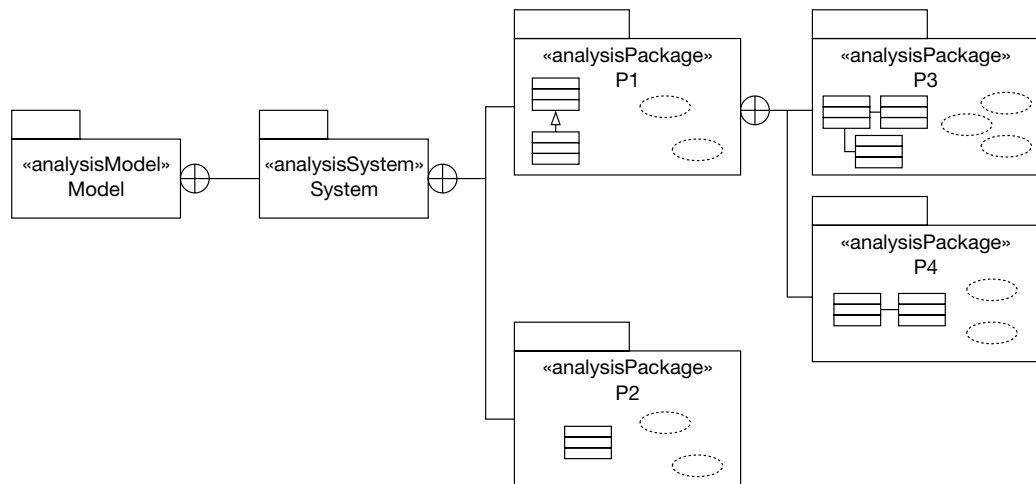 «analysisModel»
Model
«analysisSystem»
System
«analysisPackage»
P1
«analysisPackage»
P3
«analysisPackage»
P4
«analysisPackage»
P2